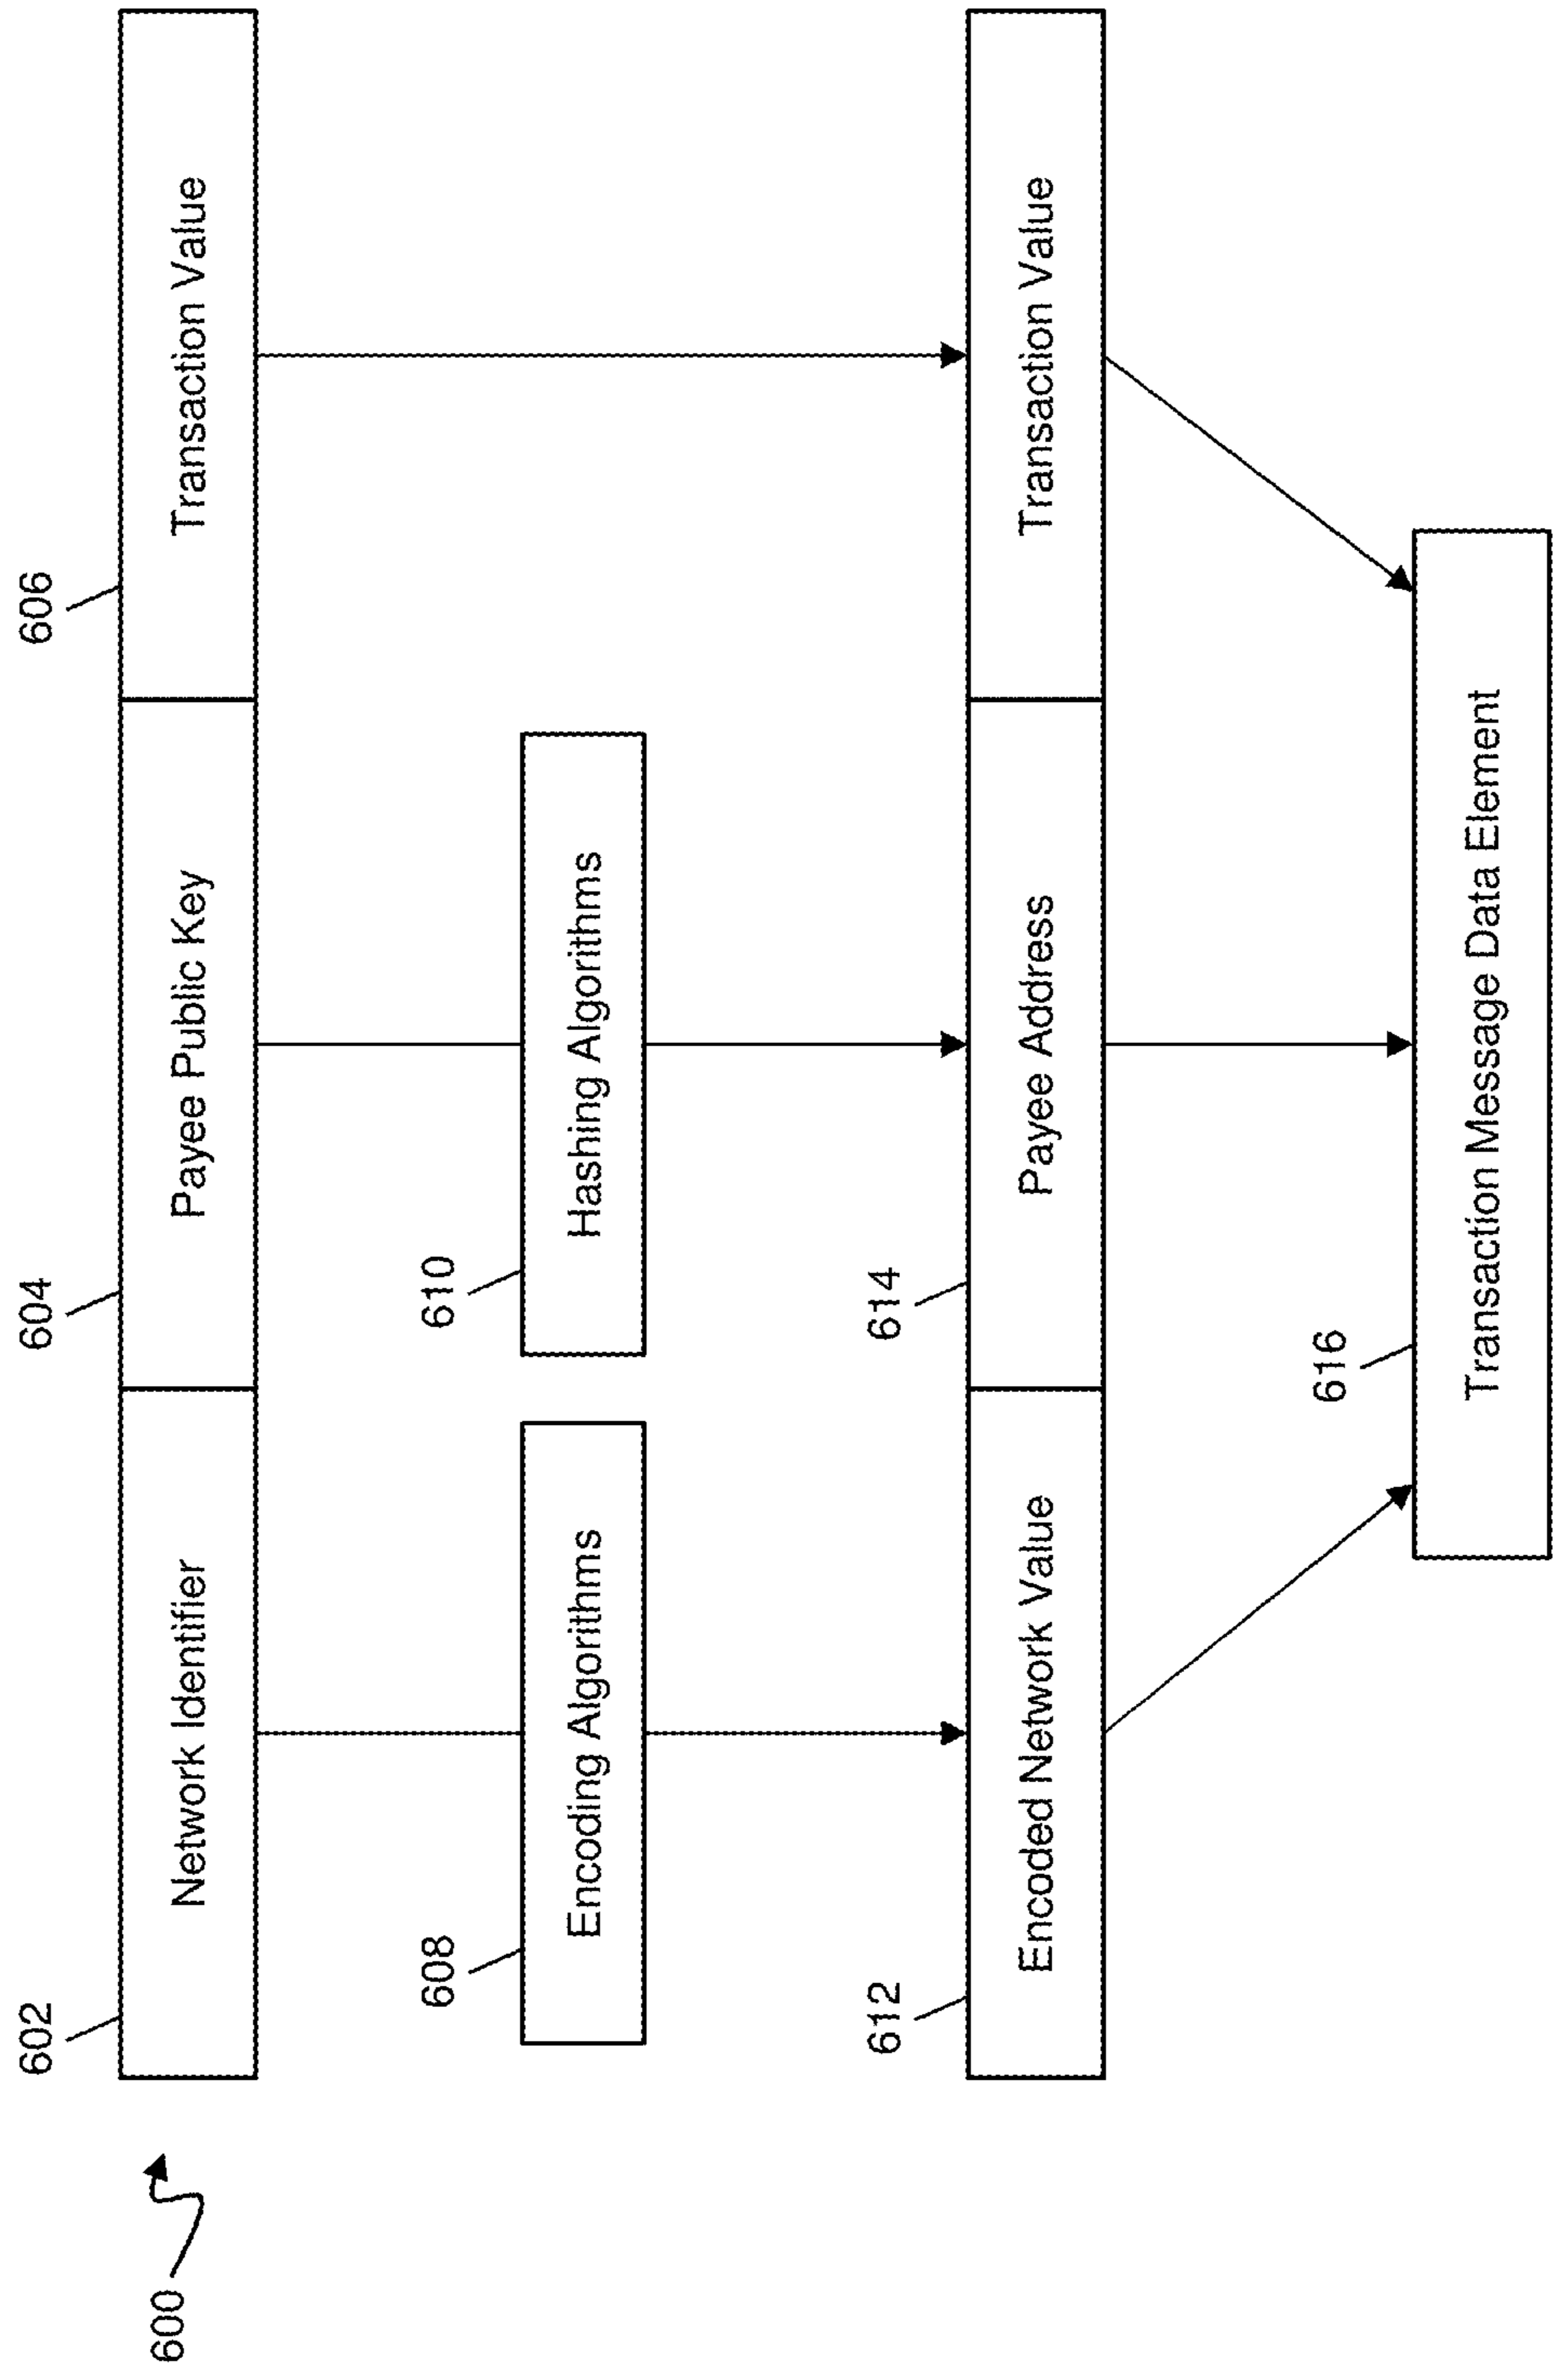 600
602
604
606
Network Identifier
Payee Public Key
Transaction Value
608
610
Encoding Algorithms
Hashing Algorithms
612
614
Encoded Network Value
Payee Address
Transaction Value
616
Transaction Message Data Element